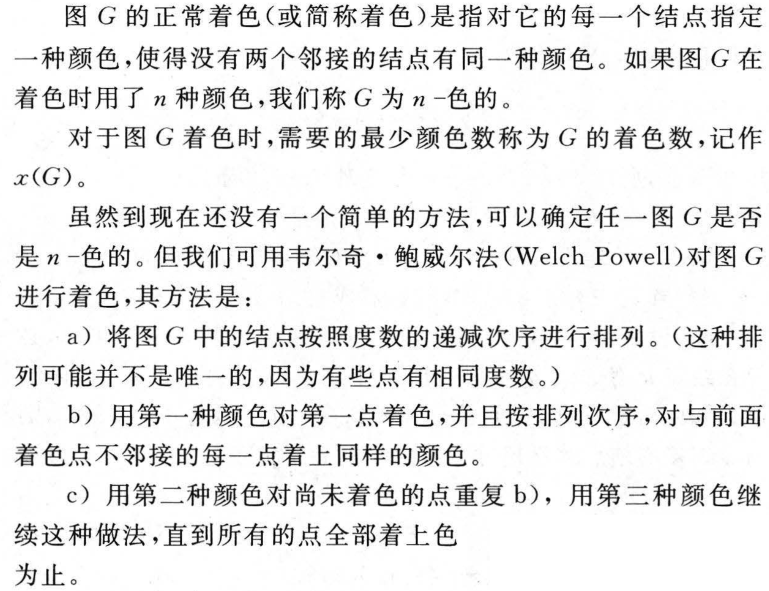 图 G 的正常着色(或简称着色)是指对它的每一个结点指定
一种颜色,使得没有两个邻接的结点有同一种颜色。如果图 G 在
着色时用了 n 种颜色,我们称 G 为 n -色的。
对于图 G 着色时,需要的最少颜色数称为 G 的着色数,记作
x(G)。
虽然到现在还没有一个简单的方法,可以确定任一图 G 是否
是 n -色的。但我们可用韦尔奇·鲍威尔法(Welch Powell)对图 G
进行着色,其方法是:
a) 将图 G 中的结点按照度数的递减次序进行排列。(这种排
列可能并不是唯一的,因为有些点有相同度数。)
b) 用第一种颜色对第一点着色,并且按排列次序,对与前面
着色点不邻接的每一点着上同样的颜色。
c) 用第二种颜色对尚未着色的点重复 b), 用第三种颜色继
续这种做法,直到所有的点全部着上色
为止。